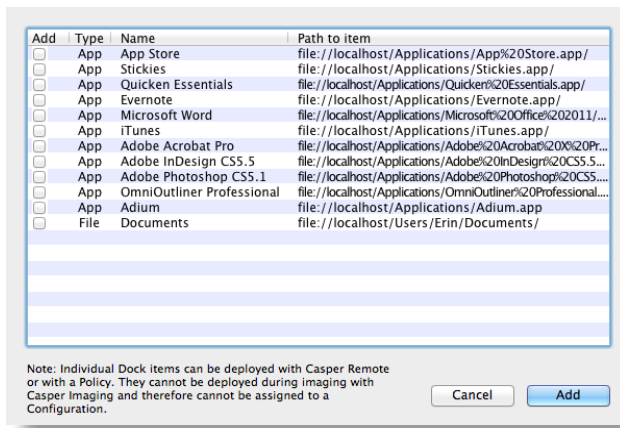 Add Type Name Path to item
App App Store file://localhost/Applications/App%20Store.app/
App Stickies file://localhost/Applications/Stickies.app/
App Quicken Essentials file://localhost/Applications/Quicken%20Essentials.app/
App Evernote file://localhost/Applications/Evernote.app/
App Microsoft Word file://localhost/Applications/Microsoft%20Office%202011/...
App iTunes file://localhost/Applications/iTunes.app/
App Adobe Acrobat Pro file://localhost/Applications/Adobe%20Acrobat%20X%20Pr...
App Adobe InDesign CS5.5 file://localhost/Applications/Adobe%20InDesign%20CS5.5...
App Adobe Photoshop CS5.1 file://localhost/Applications/Adobe%20Photoshop%20CS5....
App OmniOutliner Professional file://localhost/Applications/OmniOutliner%20Professional....
App Adium file://localhost/Applications/Adium.app
File Documents file://localhost/Users/Erin/Documents/
Note: Individual Dock items can be deployed with Casper Remote
or with a Policy. They cannot be deployed during imaging with
Casper Imaging and therefore cannot be assigned to a
Configuration.
Cancel Add